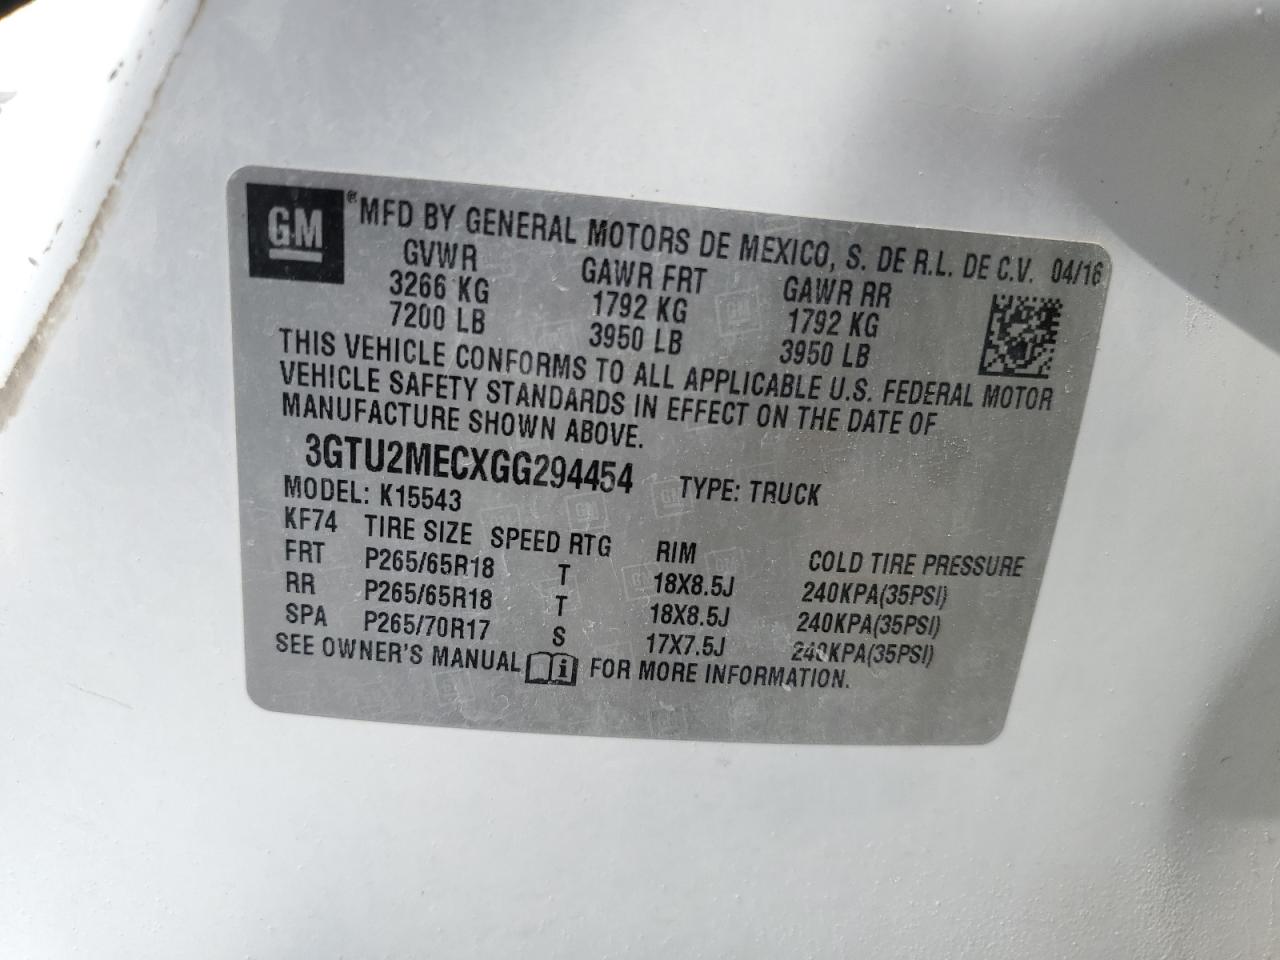 GM ® MFD BY GENERAL MOTORS DE MEXICO, S. DE R.L. DE C.V. 04/16
GVWR GAWR FRT GAWR RR
3266 KG 1792 KG 1792 KG
7200 LB 3950 LB 3950 LB
THIS VEHICLE CONFORMS TO ALL APPLICABLE U.S. FEDERAL MOTOR
VEHICLE SAFETY STANDARDS IN EFFECT ON THE DATE OF
MANUFACTURE SHOWN ABOVE.
3GTU2MECXGG294454 TYPE: TRUCK
MODEL: K15543
KF74 TIRE SIZE SPEED RTG RIM COLD TIRE PRESSURE
FRT P265/65R18 T 18X8.5J 240KPA(35PSI)
RR P265/65R18 T 18X8.5J 240KPA(35PSI)
SPA P265/70R17 S 17X7.5J 240KPA(35PSI)
SEE OWNER'S MANUAL i FOR MORE INFORMATION.